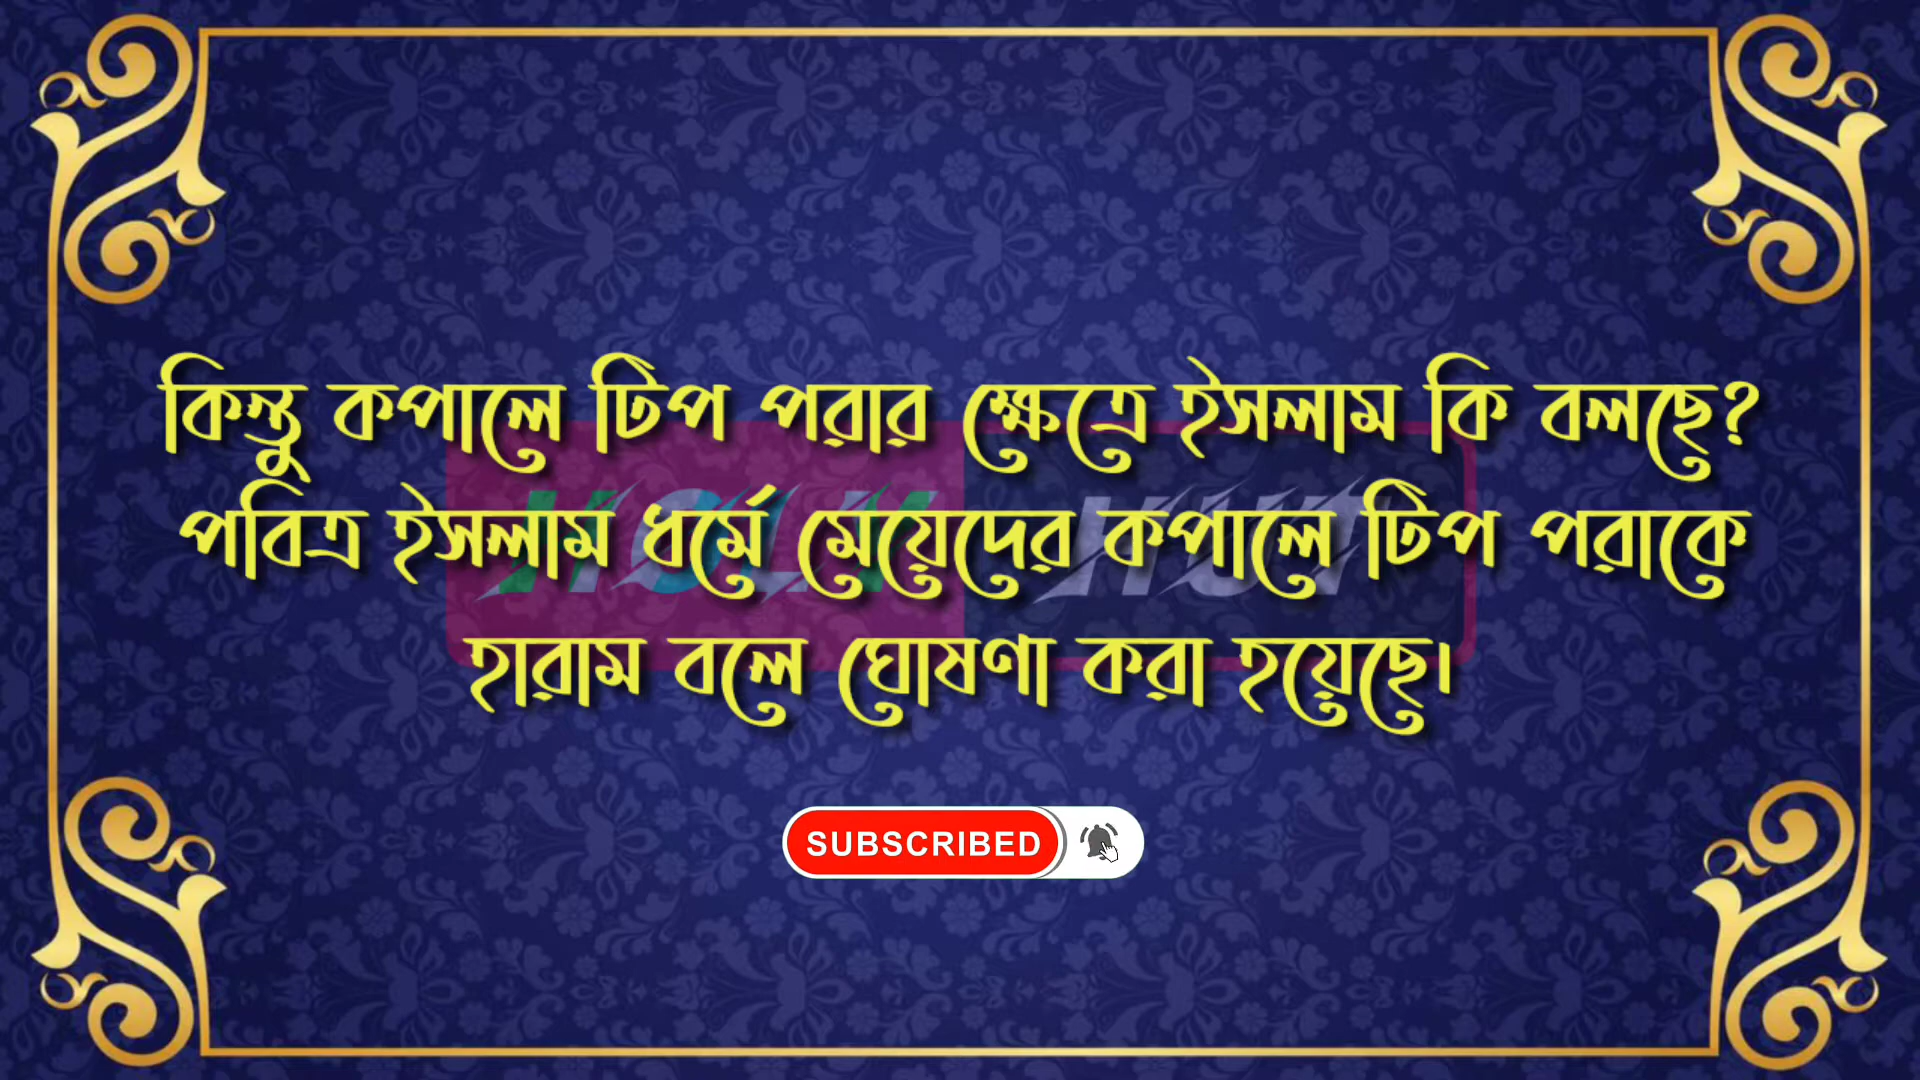 কিন্তু কপালে টিপ পরার ক্ষেত্রে ইসলাম কি বলছে?
পবিত্র ইসলাম ধর্মে মেয়েদের কপালে টিপ পরাকে
হারাম বলে ঘোষণা করা হয়েছে।
SUBSCRIBED